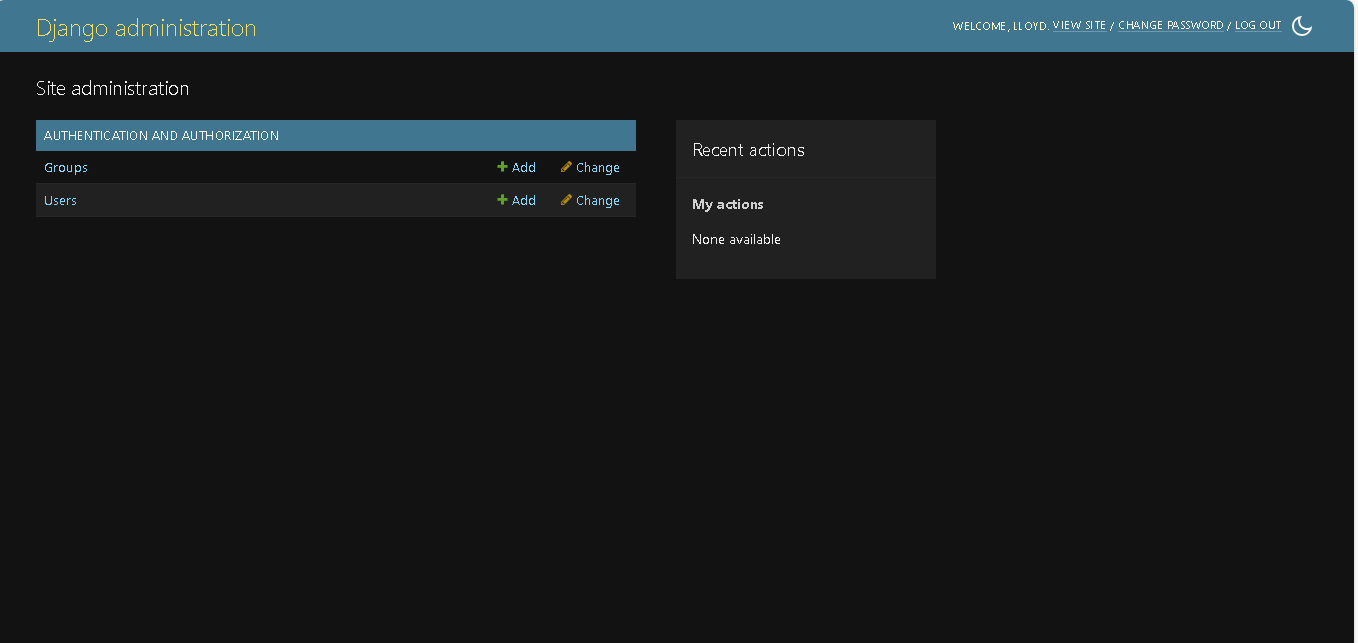 Django administration
WELCOME, LLOYD. VIEW SITE / CHANGE PASSWORD / LOG OUT
Site administration
AUTHENTICATION AND AUTHORIZATION
Groups Add Change
Users Add Change
Recent actions
My actions
None available